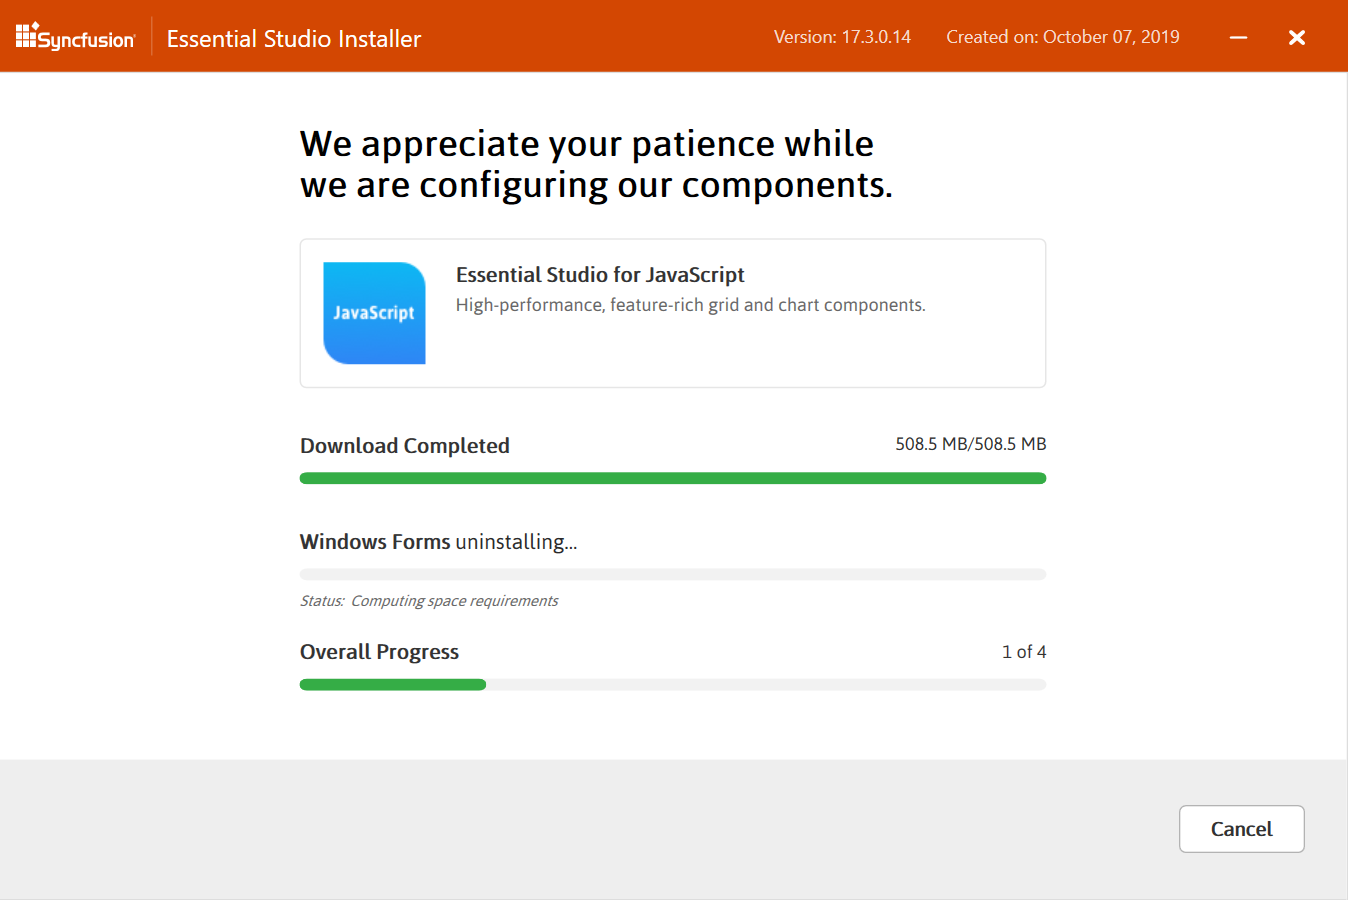 Syncfusion Essential Studio Installer Version: 17.3.0.14 Created on: October 07, 2019
We appreciate your patience while
we are configuring our components.
JavaScript
Essential Studio for JavaScript
High-performance, feature-rich grid and chart components.
Download Completed 508.5 MB/508.5 MB
Windows Forms uninstalling...
Status: Computing space requirements
Overall Progress 1 of 4
Cancel